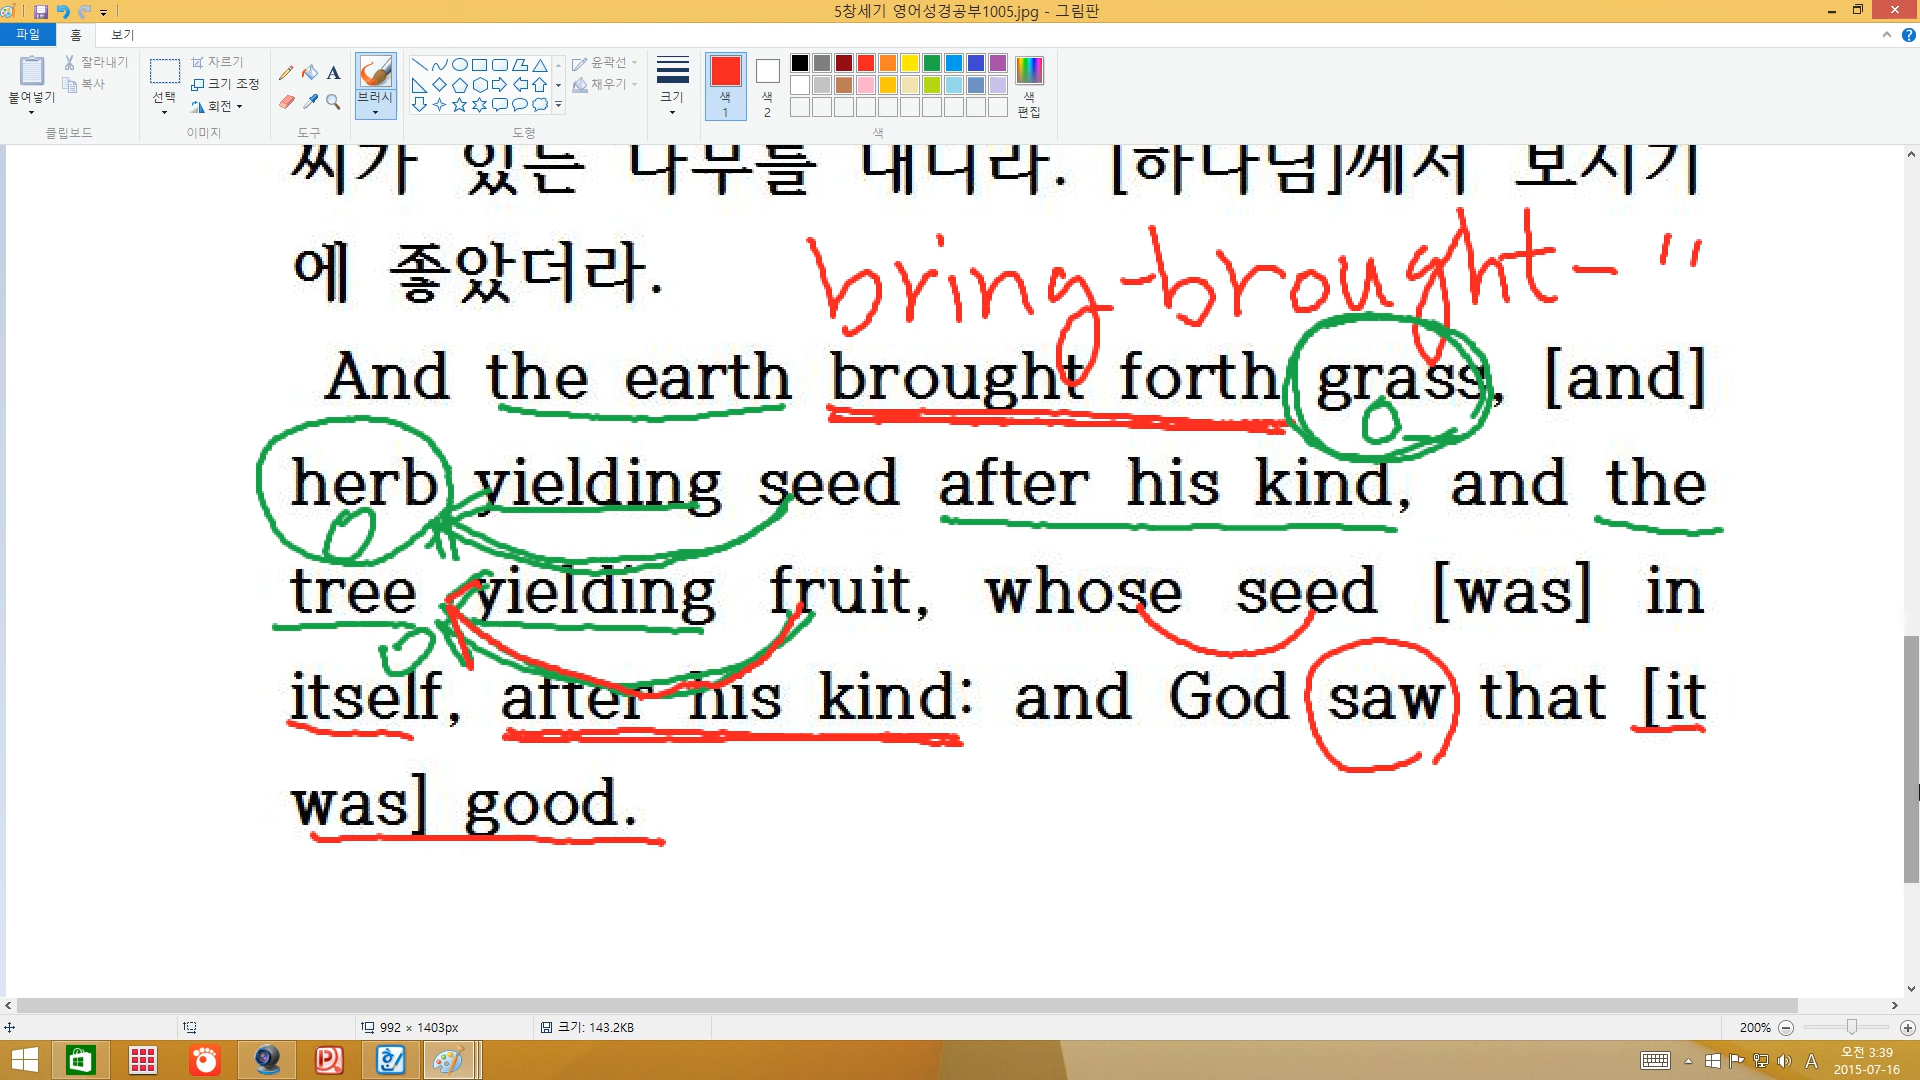 5창세기 영어성경공부1005.jpg - 그림판
파일 홈 보기
붙여넣기 잘라내기 복사 클립보드
선택 자르기 크기 조정 회전 이미지
A 도구
브러시
윤곽선 채우기 도형
크기
색 1 색 2 색 편집 색
씨가 있는 나무를 내니라. [하나님]께서 보시기
에 좋았더라.
bring-brought-"
And the earth brought forth grass, [and]
herb yielding seed after his kind, and the
tree yielding fruit, whose seed [was] in
itself, after his kind: and God saw that [it
was] good.
992 × 1403px 크기: 143.2KB 200%
A 오전 3:39
2015-07-16